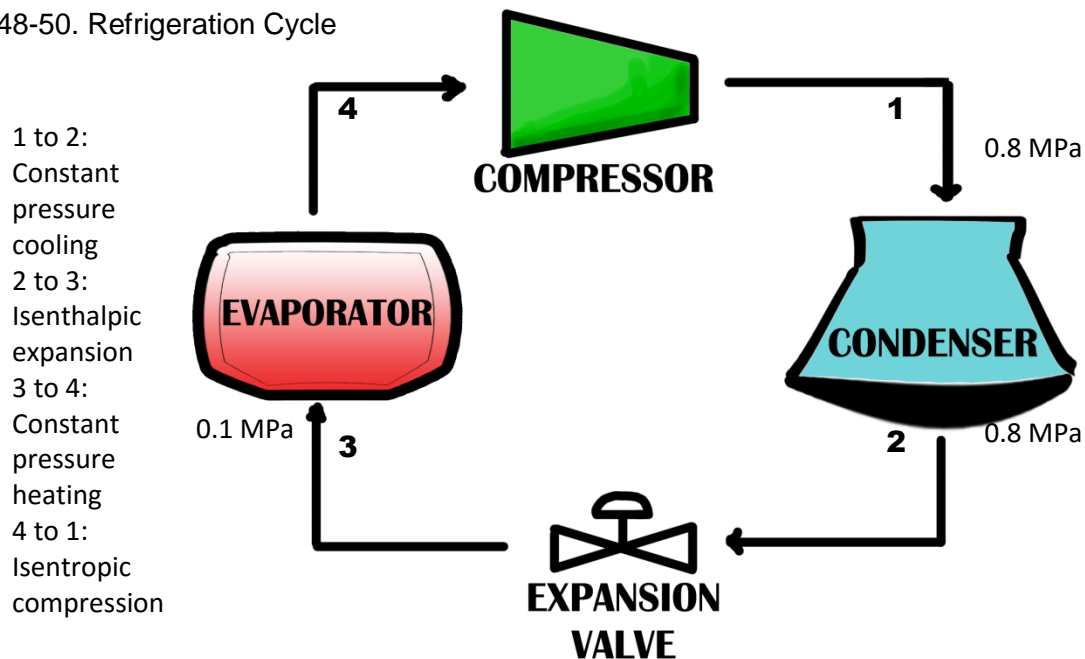 48-50. Refrigeration Cycle
4
1
COMPRESSOR
0.8 MPa
1 to 2:
Constant
pressure
cooling
2 to 3:
Isenthalpic
expansion
3 to 4:
Constant
pressure
heating
4 to 1:
Isentropic
compression
EVAPORATOR
CONDENSER
0.1 MPa
3
2
0.8 MPa
EXPANSION
VALVE